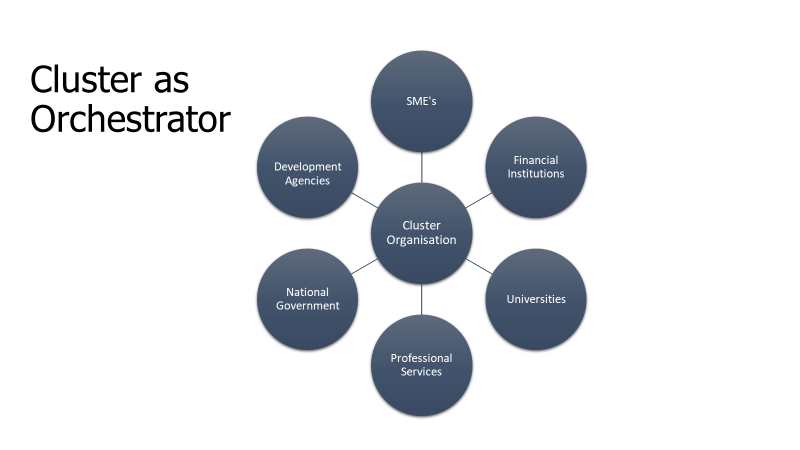 Cluster as
Orchestrator
SME's
Development
Agencies
Financial
Institutions
Cluster
Organisation
National
Government
Universities
Professional
Services